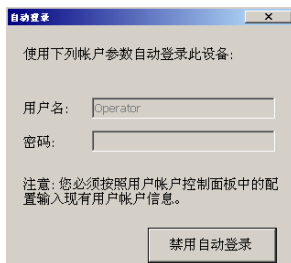 自动登录
使用下列帐户参数自动登录此设备:
用户名: Operator
密码:
注意: 您必须按照用户帐户控制面板中的配
置输入现有用户帐户信息。
禁用自动登录